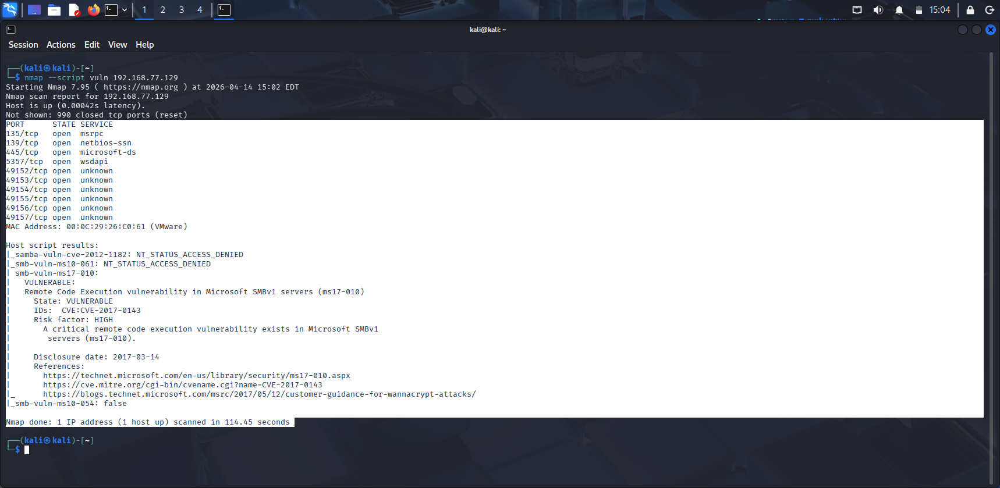 1 2 3 4 15:04
kali@kali: ~
Session Actions Edit View Help
┌──(kali㉿kali)-[~]
└─$ nmap --script vuln 192.168.77.129
Starting Nmap 7.95 ( https://nmap.org ) at 2026-04-14 15:02 EDT
Nmap scan report for 192.168.77.129
Host is up (0.00042s latency).
Not shown: 990 closed tcp ports (reset)
PORT      STATE SERVICE
135/tcp   open  msrpc
139/tcp   open  netbios-ssn
445/tcp   open  microsoft-ds
5357/tcp  open  wsdapi
49152/tcp open  unknown
49153/tcp open  unknown
49154/tcp open  unknown
49155/tcp open  unknown
49156/tcp open  unknown
49157/tcp open  unknown
MAC Address: 00:0C:29:26:C0:61 (VMware)
Host script results:
|_samba-vuln-cve-2012-1182: NT_STATUS_ACCESS_DENIED
|_smb-vuln-ms10-061: NT_STATUS_ACCESS_DENIED
| smb-vuln-ms17-010:
|   VULNERABLE:
|   Remote Code Execution vulnerability in Microsoft SMBv1 servers (ms17-010)
|     State: VULNERABLE
|     IDs:  CVE:CVE-2017-0143
|     Risk factor: HIGH
|       A critical remote code execution vulnerability exists in Microsoft SMBv1
|        servers (ms17-010).
|
|     Disclosure date: 2017-03-14
|     References:
|       https://technet.microsoft.com/en-us/library/security/ms17-010.aspx
|       https://cve.mitre.org/cgi-bin/cvename.cgi?name=CVE-2017-0143
|_      https://blogs.technet.microsoft.com/msrc/2017/05/12/customer-guidance-for-wannacrypt-attacks/
|_smb-vuln-ms10-054: false
Nmap done: 1 IP address (1 host up) scanned in 114.45 seconds
┌──(kali㉿kali)-[~]
└─$